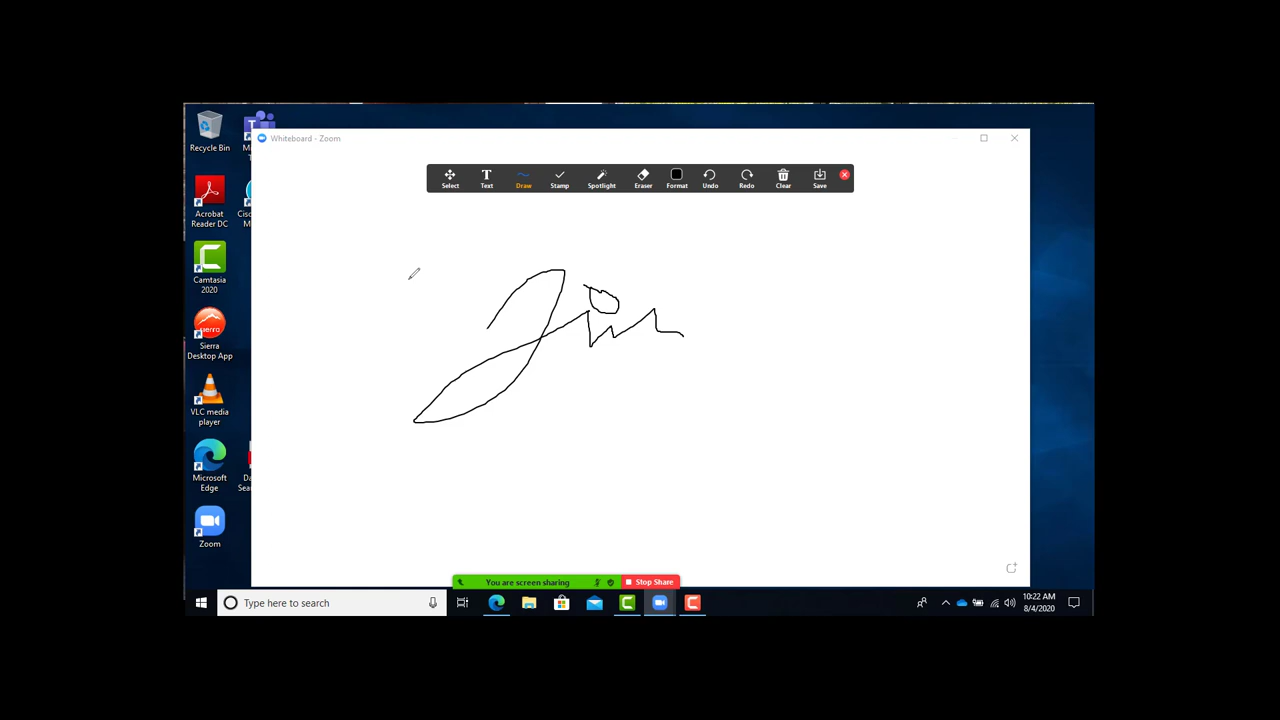 Recycle Bin
Whiteboard - Zoom
Select
Text
Draw
Stamp
Spotlight
Eraser
Format
Undo
Redo
Clear
Save
Acrobat
Reader DC
Camtasia
2020
sierra
Sierra
Desktop App
VLC media
player
Microsoft
Edge
Zoom
Jim
You are screen sharing
Stop Share
Type here to search
10:22 AM
8/4/2020